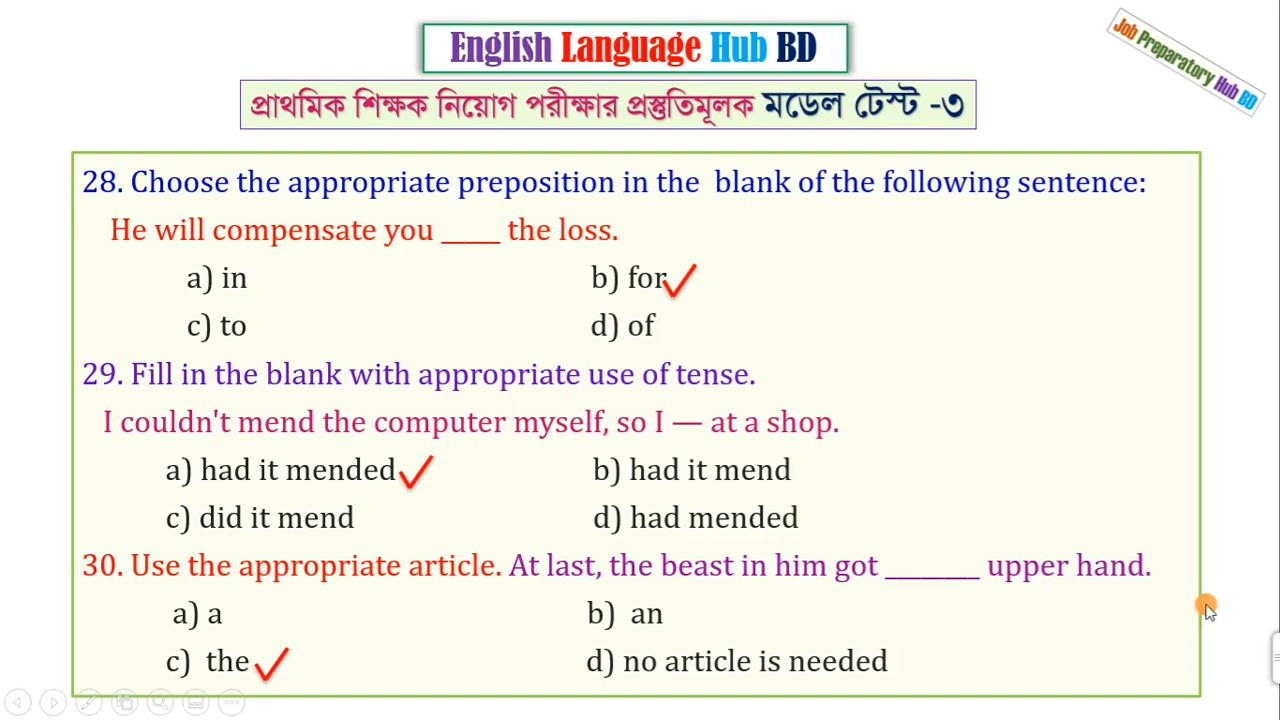 English Language Hub BD
Job Preparatory Hub BD
প্রাথমিক শিক্ষক নিয়োগ পরীক্ষার প্রস্তুতিমূলক মডেল টেস্ট -৩
28. Choose the appropriate preposition in the blank of the following sentence:
He will compensate you _____ the loss.
a) in b) for
c) to d) of
29. Fill in the blank with appropriate use of tense.
I couldn't mend the computer myself, so I — at a shop.
a) had it mended b) had it mend
c) did it mend d) had mended
30. Use the appropriate article. At last, the beast in him got ________ upper hand.
a) a b) an
c) the d) no article is needed